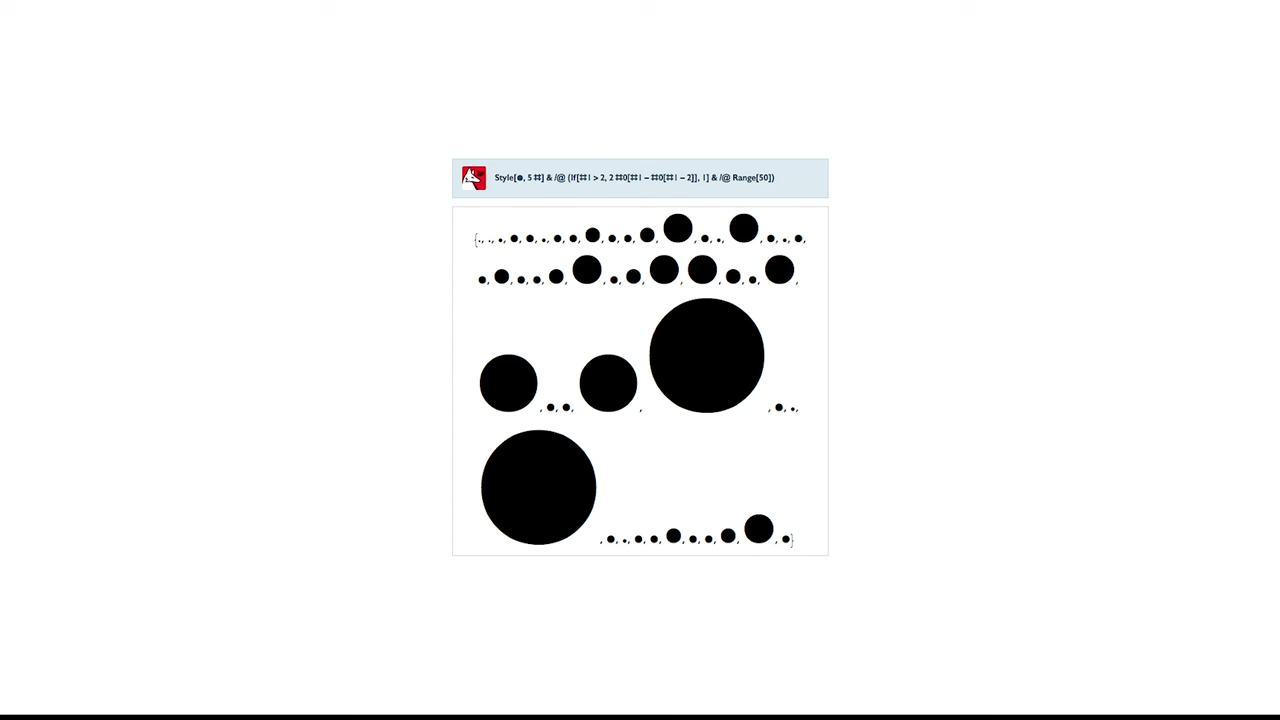 Style[●, 5 #] & /@ (If[#1 > 2, 2 #0[#1 − #0[#1 − 2]], 1] & /@ Range[50])
{●, ●, ●, ●, ●, ●, ●, ●, ●, ●, ●, ●, ●, ●, ●, ●, ●, ●, ●,
●, ●, ●, ●, ●, ●, ●, ●, ●, ●, ●, ●, ●,
●, ●, ●, ●, ●, ●, ●,
●, ●, ●, ●, ●, ●, ●, ●, ●, ●, ●}